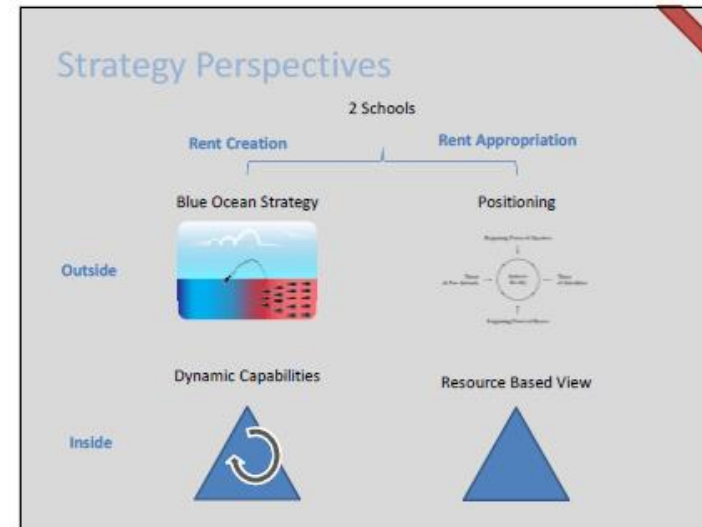 Strategy Perspectives
2 Schools
Rent Creation
Rent Appropriation
Blue Ocean Strategy
Positioning
Outside
Dynamic Capabilities
Resource Based View
Inside